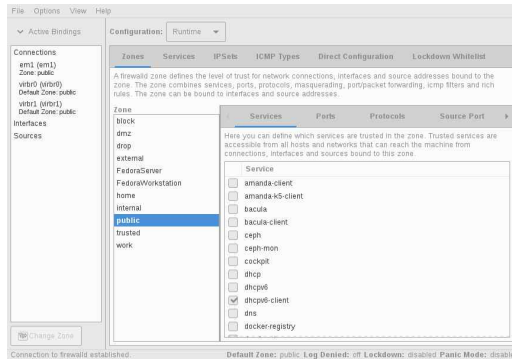 File Options View Help
Active Bindings
Configuration: Runtime
Connections
em1 (em1)
Zone: public
virbr0 (virbr0)
Default Zone: public
virbr1 (virbr1)
Default Zone: public
Interfaces
Sources
Change Zone
Zones Services IPSets ICMP Types Direct Configuration Lockdown Whitelist
A firewalld zone defines the level of trust for network connections, interfaces and source addresses bound to the
zone. The zone combines services, ports, protocols, masquerading, port/packet forwarding, icmp filters and rich
rules. The zone can be bound to interfaces and source addresses.
Zone
block
dmz
drop
external
FedoraServer
FedoraWorkstation
home
internal
public
trusted
work
Services Ports Protocols Source Port
Here you can define which services are trusted in the zone. Trusted services are
accessible from all hosts and networks that can reach the machine from
connections, interfaces and sources bound to this zone.
Service
amanda-client
amanda-k5-client
bacula
bacula-client
ceph
ceph-mon
cockpit
dhcp
dhcpv6
dhcpv6-client
dns
docker-registry
Connection to firewalld established.
Default Zone: public Log Denied: off Lockdown: disabled Panic Mode: disable